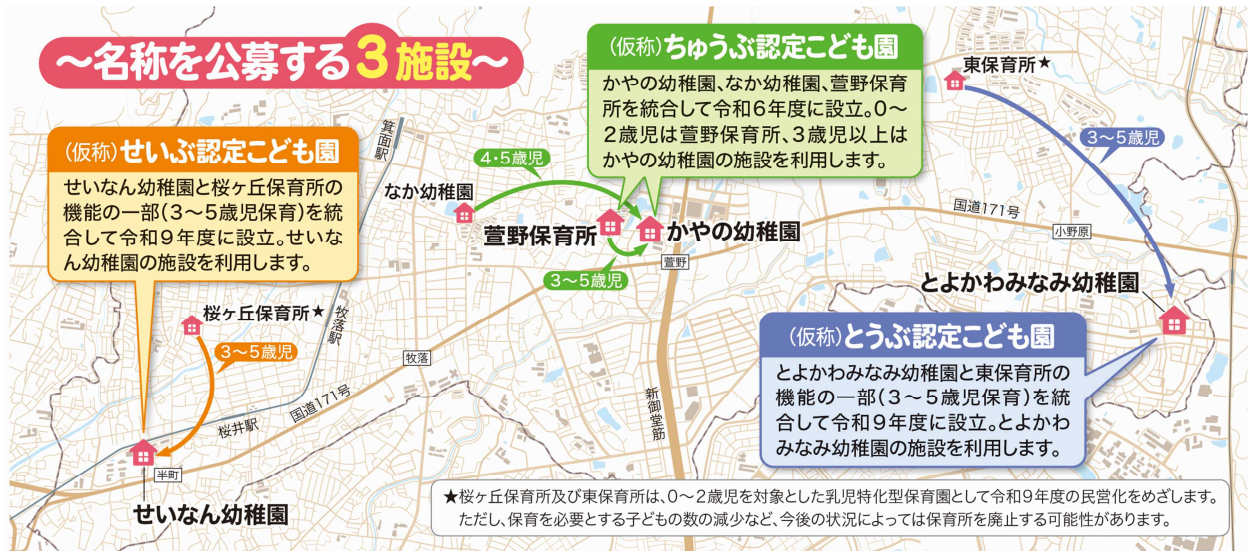 ～名称を公募する3施設～
(仮称)せいぶ認定こども園
せいなん幼稚園と桜ヶ丘保育所の
機能の一部(3～5歳児保育)を統
合して令和9年度に設立。せいな
ん幼稚園の施設を利用します。
(仮称)ちゅうぶ認定こども園
かやの幼稚園、なか幼稚園、萱野保育
所を統合して令和6年度に設立。0～
2歳児は萱野保育所、3歳児以上は
かやの幼稚園の施設を利用します。
東保育所★
3～5歳児
箕面駅
4・5歳児
なか幼稚園
萱野保育所
かやの幼稚園
3～5歳児
萱野
国道171号
小野原
とよかわみなみ幼稚園
桜ヶ丘保育所★
3～5歳児
牧落駅
牧落
国道171号
桜井駅
半町
せいなん幼稚園
新御堂筋
(仮称)とうぶ認定こども園
とよかわみなみ幼稚園と東保育所の
機能の一部(3～5歳児保育)を統
合して令和9年度に設立。とよかわ
みなみ幼稚園の施設を利用します。
★桜ヶ丘保育所及び東保育所は、0～2歳児を対象とした乳児特化型保育園として令和9年度の民営化をめざします。
ただし、保育を必要とする子どもの数の減少など、今後の状況によっては保育所を廃止する可能性があります。